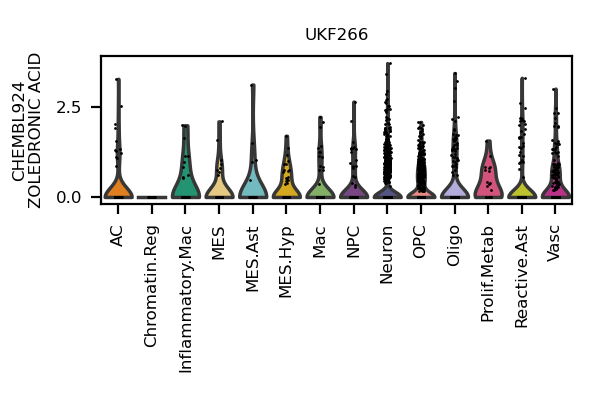 UKF266
CHEMBL924
ZOLEDRONIC ACID
2.5
0.0
AC
Chromatin.Reg
Inflammatory.Mac
MES
MES.Ast
MES.Hyp
Mac
NPC
Neuron
OPC
Oligo
Prolif.Metab
Reactive.Ast
Vasc